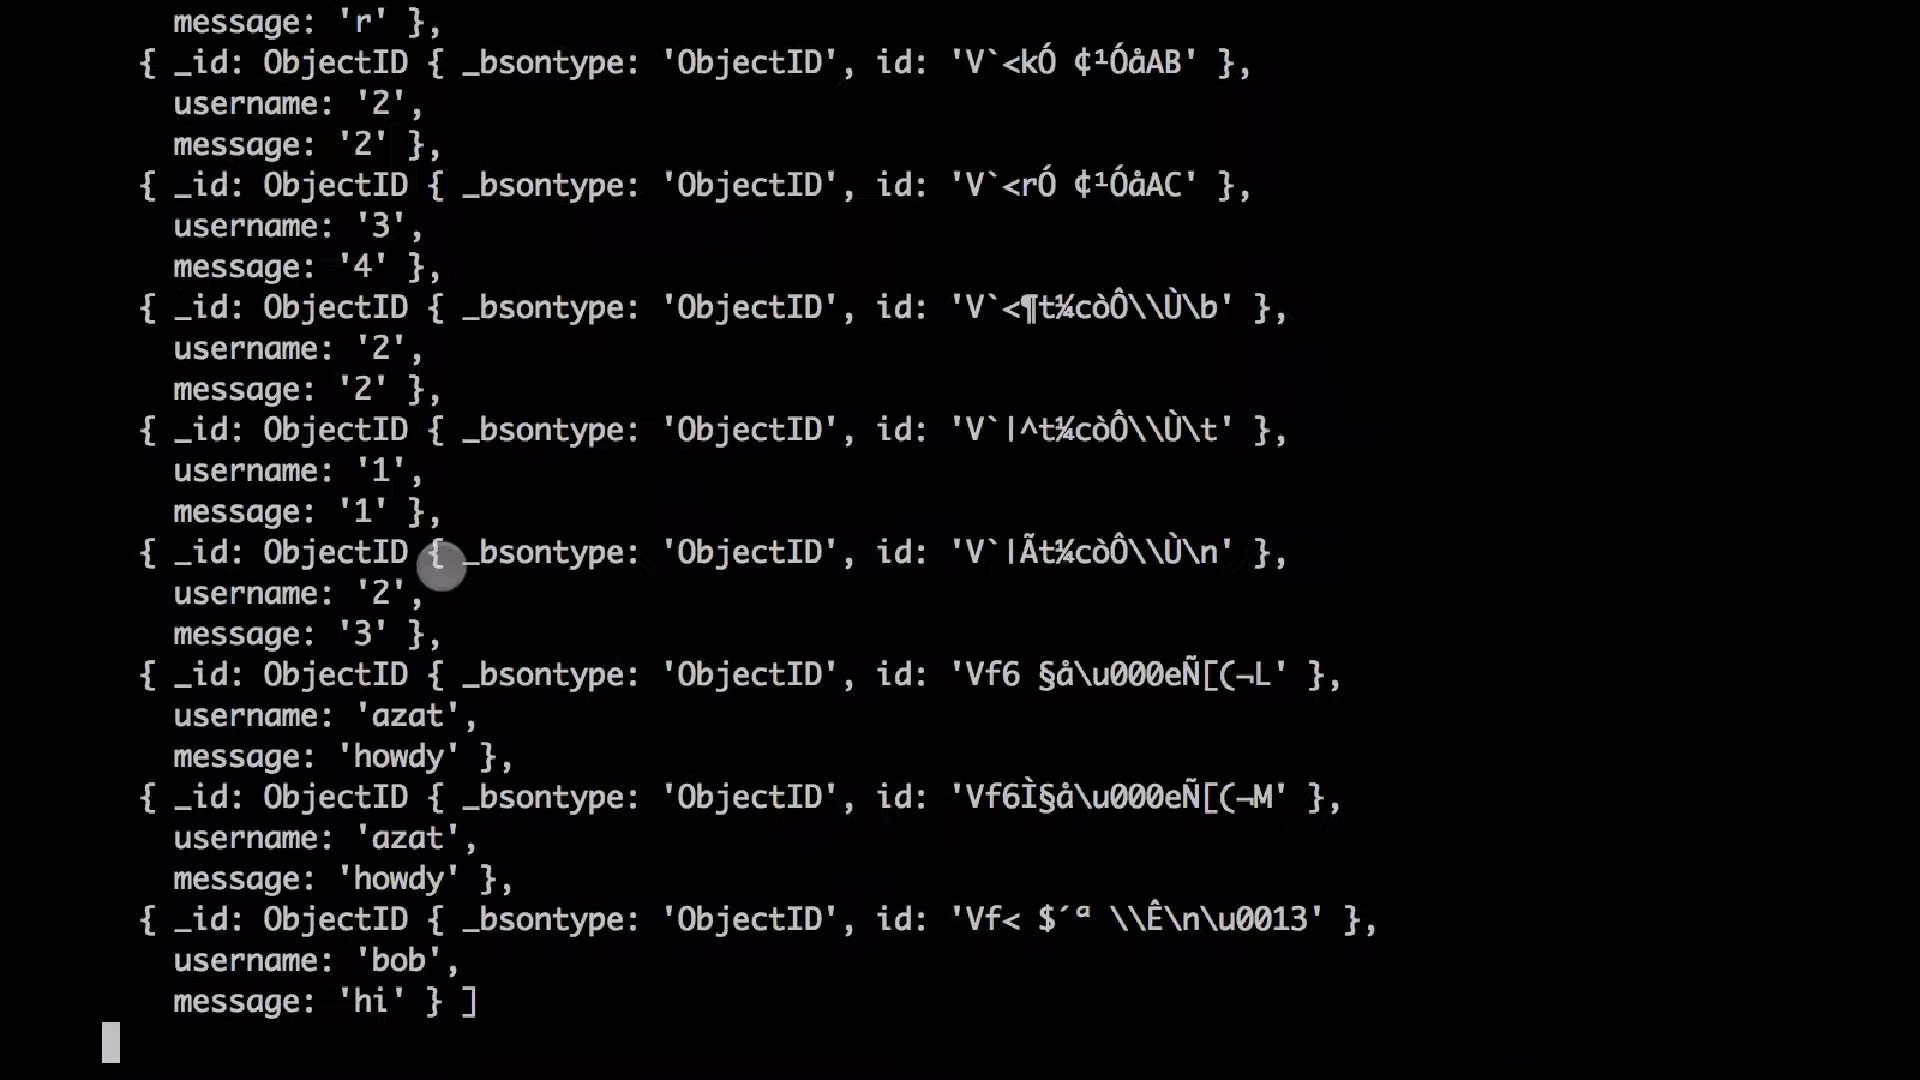 message: 'r' },
{ _id: ObjectID { _bsontype: 'ObjectID', id: 'V`<kÓ ¢¹ÓåAB' },
username: '2',
message: '2' },
{ _id: ObjectID { _bsontype: 'ObjectID', id: 'V`<rÓ ¢¹ÓåAC' },
username: '3',
message: '4' },
{ _id: ObjectID { _bsontype: 'ObjectID', id: 'V`<¶t¼còÔ\\Ù\b' },
username: '2',
message: '2' },
{ _id: ObjectID { _bsontype: 'ObjectID', id: 'V`|^t¼còÔ\\Ù\t' },
username: '1',
message: '1' },
{ _id: ObjectID { _bsontype: 'ObjectID', id: 'V`|Ãt¼còÔ\\Ù\n' },
username: '2',
message: '3' },
{ _id: ObjectID { _bsontype: 'ObjectID', id: 'Vf6 §å\u000eÑ[(¬L' },
username: 'azat',
message: 'howdy' },
{ _id: ObjectID { _bsontype: 'ObjectID', id: 'Vf6Ì§å\u000eÑ[(¬M' },
username: 'azat',
message: 'howdy' },
{ _id: ObjectID { _bsontype: 'ObjectID', id: 'Vf< $´ª \\Ê\n\u0013' },
username: 'bob',
message: 'hi' } ]